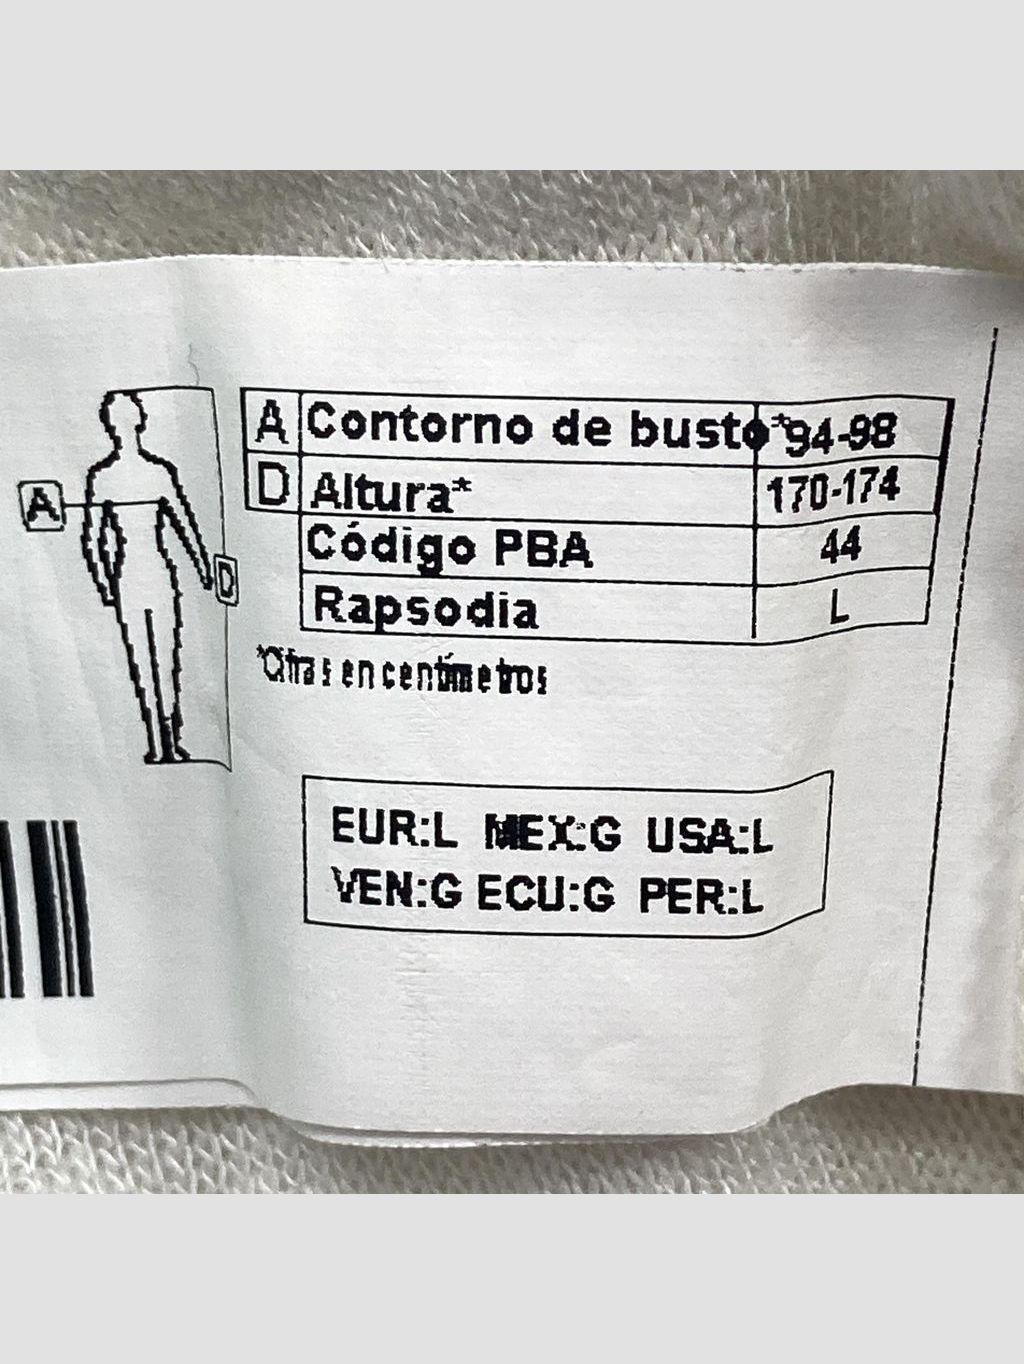 A Contorno de busto* 94-98
D Altura* 170-174
Código PBA 44
Rapsodia L
*Cifras en centímetros
A
D
EUR:L MEX:G USA:L
VEN:G ECU:G PER:L